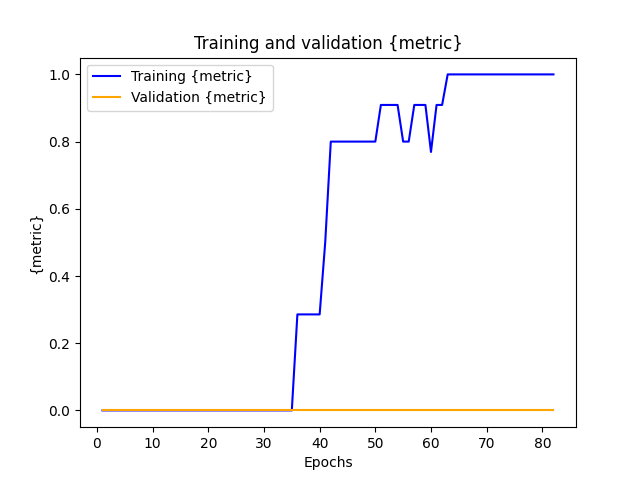 Training and validation {metric}
Training {metric}
Validation {metric}
{metric}
1.0
0.8
0.6
0.4
0.2
0.0
0 10 20 30 40 50 60 70 80
Epochs